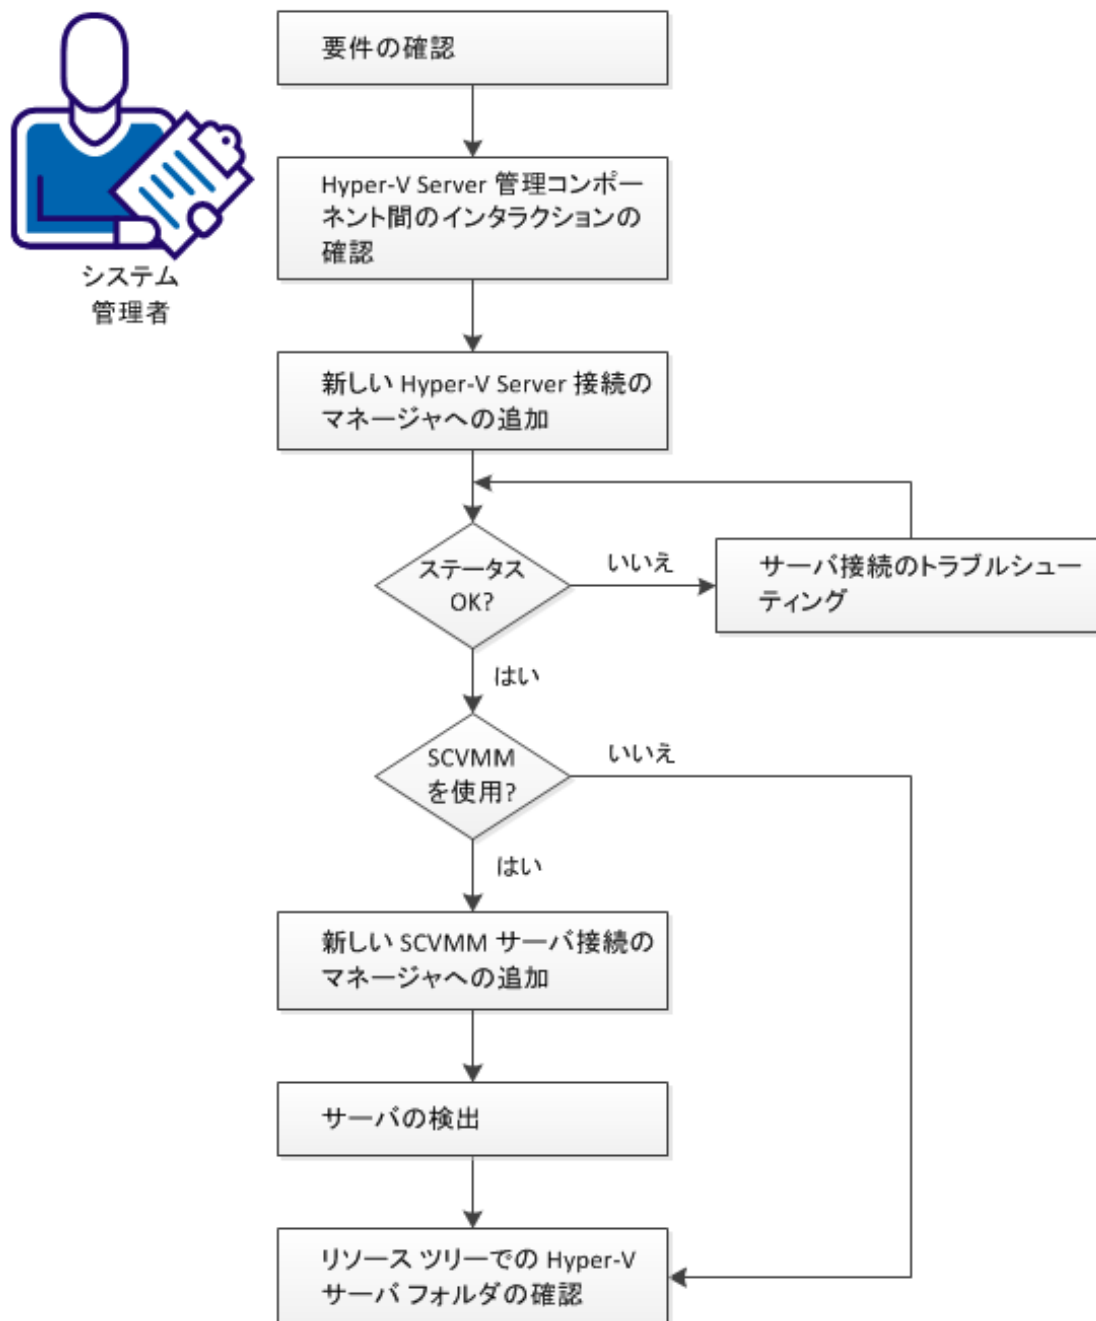 要件の確認
システム
管理者
Hyper-V Server 管理コンポー
ネント間のインタラクションの
確認
新しい Hyper-V Server 接続の
マネージャへの追加
ステータス
OK?
いいえ
サーバ接続のトラブルシュー
ティング
はい
SCVMM
を使用?
いいえ
はい
新しい SCVMM サーバ接続の
マネージャへの追加
サーバの検出
リソース ツリーでの Hyper-V
サーバ フォルダの確認